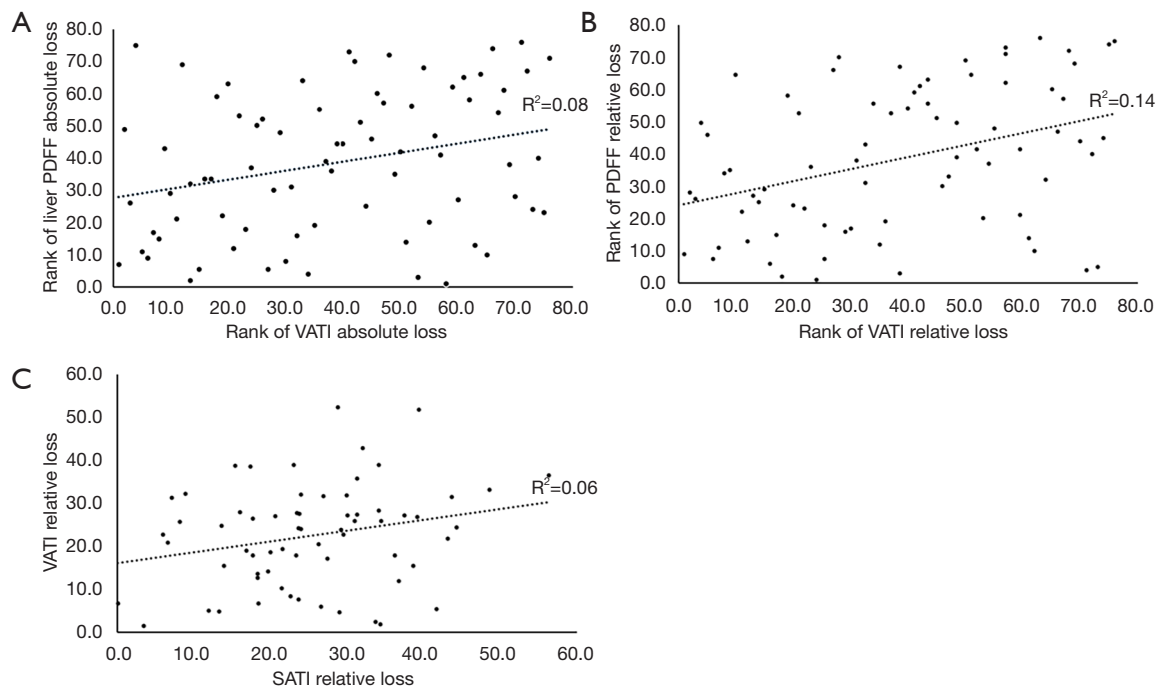 A
Rank of liver PDFF absolute loss
80.0
70.0
60.0
50.0
40.0
30.0
20.0
10.0
0.0
R²=0.08
0.0 10.0 20.0 30.0 40.0 50.0 60.0 70.0 80.0
Rank of VATI absolute loss
B
Rank of PDFF relative loss
80.0
70.0
60.0
50.0
40.0
30.0
20.0
10.0
0.0
R²=0.14
0.0 10.0 20.0 30.0 40.0 50.0 60.0 70.0 80.0
Rank of VATI relative loss
C
VATI relative loss
60.0
50.0
40.0
30.0
20.0
10.0
0.0
R²=0.06
0.0 10.0 20.0 30.0 40.0 50.0 60.0
SATI relative loss